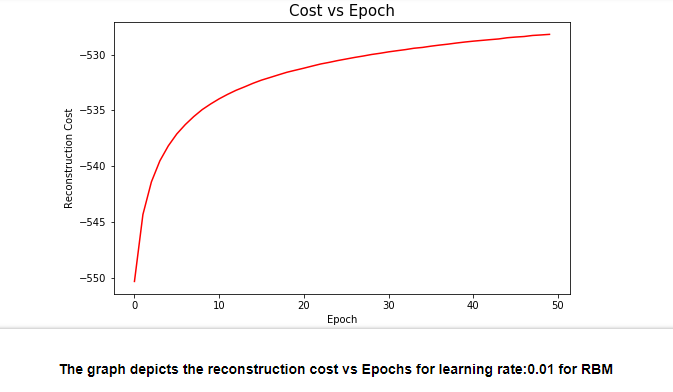 Cost vs Epoch
−530
−535
−540
−545
−550
Reconstruction Cost
0 10 20 30 40 50
Epoch
The graph depicts the reconstruction cost vs Epochs for learning rate:0.01 for RBM